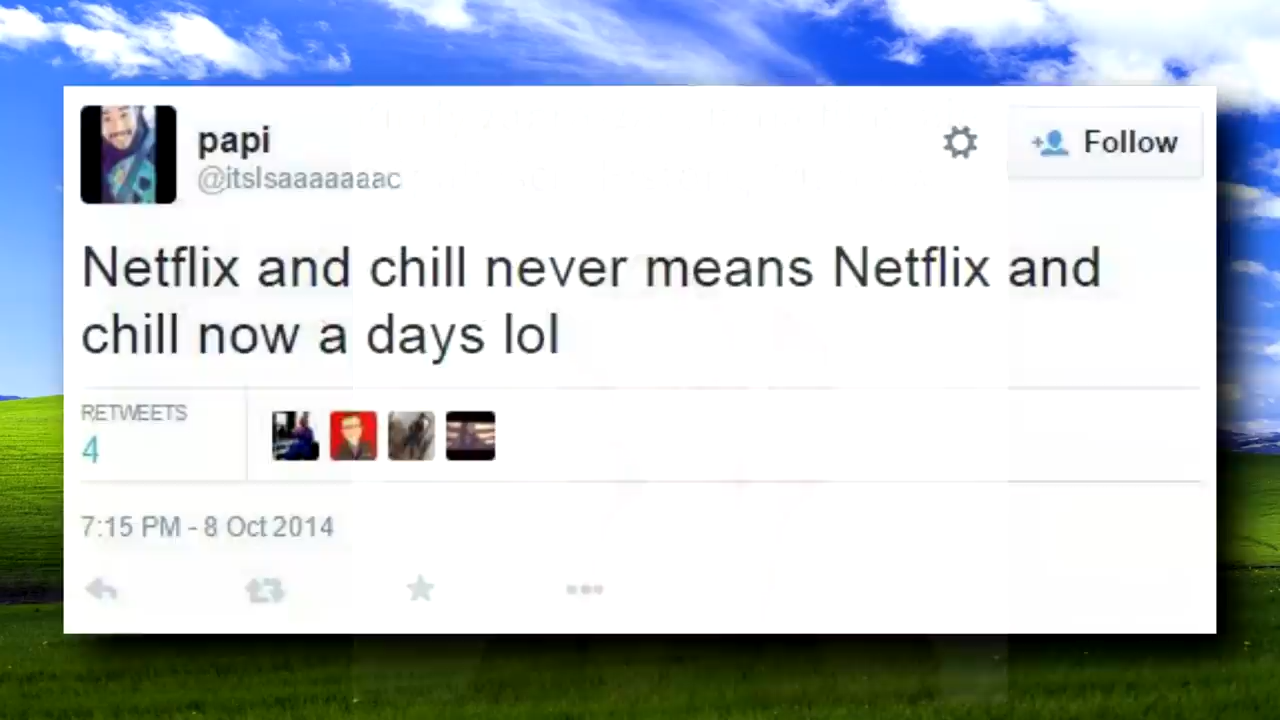 papi
@itsIsaaaaaaac
Follow
Netflix and chill never means Netflix and
chill now a days lol
RETWEETS
4
7:15 PM - 8 Oct 2014